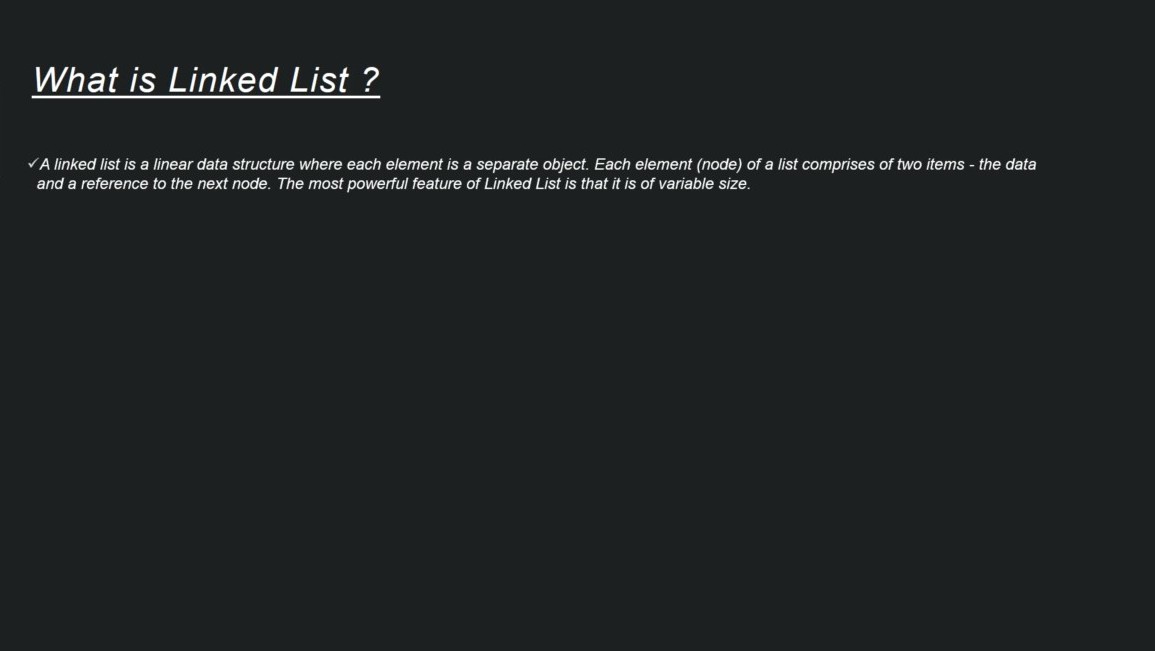 What is Linked List ?
✓A linked list is a linear data structure where each element is a separate object. Each element (node) of a list comprises of two items - the data
and a reference to the next node. The most powerful feature of Linked List is that it is of variable size.